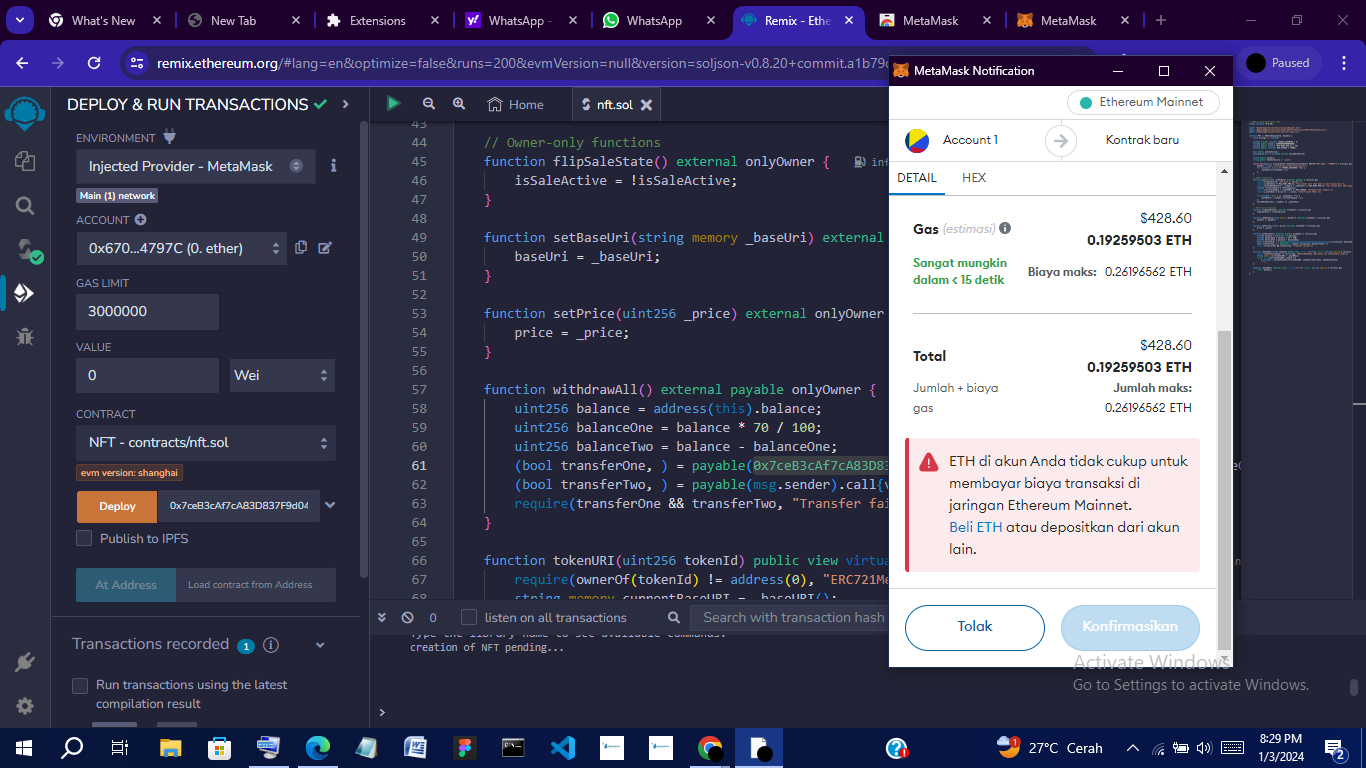 What's New
New Tab
Extensions
WhatsApp -
WhatsApp
Remix - Ethe
MetaMask
MetaMask
remix.ethereum.org/#lang=en&optimize=false&runs=200&evmVersion=null&version=soljson-v0.8.20+commit.a1b79
Paused
DEPLOY & RUN TRANSACTIONS
ENVIRONMENT
Injected Provider - MetaMask
Main (1) network
ACCOUNT
0x670...4797C (0. ether)
GAS LIMIT
3000000
VALUE
0
Wei
CONTRACT
NFT - contracts/nft.sol
evm version: shanghai
Deploy
0x7ceB3cAf7cA83D837F9d04
Publish to IPFS
At Address
Load contract from Address
Transactions recorded 1
Run transactions using the latest
compilation result
Home
nft.sol
43
44 // Owner-only functions
45 function flipSaleState() external onlyOwner { inf
46 isSaleActive = !isSaleActive;
47 }
48
49 function setBaseUri(string memory _baseUri) external
50 baseUri = _baseUri;
51 }
52
53 function setPrice(uint256 _price) external onlyOwner
54 price = _price;
55 }
56
57 function withdrawAll() external payable onlyOwner {
58 uint256 balance = address(this).balance;
59 uint256 balanceOne = balance * 70 / 100;
60 uint256 balanceTwo = balance - balanceOne;
61 (bool transferOne, ) = payable(0x7ceB3cAf7cA83D83
62 (bool transferTwo, ) = payable(msg.sender).call{v
63 require(transferOne && transferTwo, "Transfer fai
64 }
65
66 function tokenURI(uint256 tokenId) public view virtua
67 require(ownerOf(tokenId) != address(0), "ERC721Me
68 string memory currentBaseURI = _baseURI();
0
listen on all transactions
Search with transaction hash
Type the library name to see available commands.
creation of NFT pending...
>
MetaMask Notification
Ethereum Mainnet
Account 1
Kontrak baru
DETAIL
HEX
$428.60
Gas (estimasi)
0.19259503 ETH
Sangat mungkin
dalam < 15 detik
Biaya maks: 0.26196562 ETH
$428.60
Total
0.19259503 ETH
Jumlah + biaya
gas
Jumlah maks:
0.26196562 ETH
ETH di akun Anda tidak cukup untuk
membayar biaya transaksi di
jaringan Ethereum Mainnet.
Beli ETH atau depositkan dari akun
lain.
Tolak
Konfirmasikan
Activate Windows
Go to Settings to activate Windows.
1
27°C Cerah
8:29 PM
1/3/2024
2